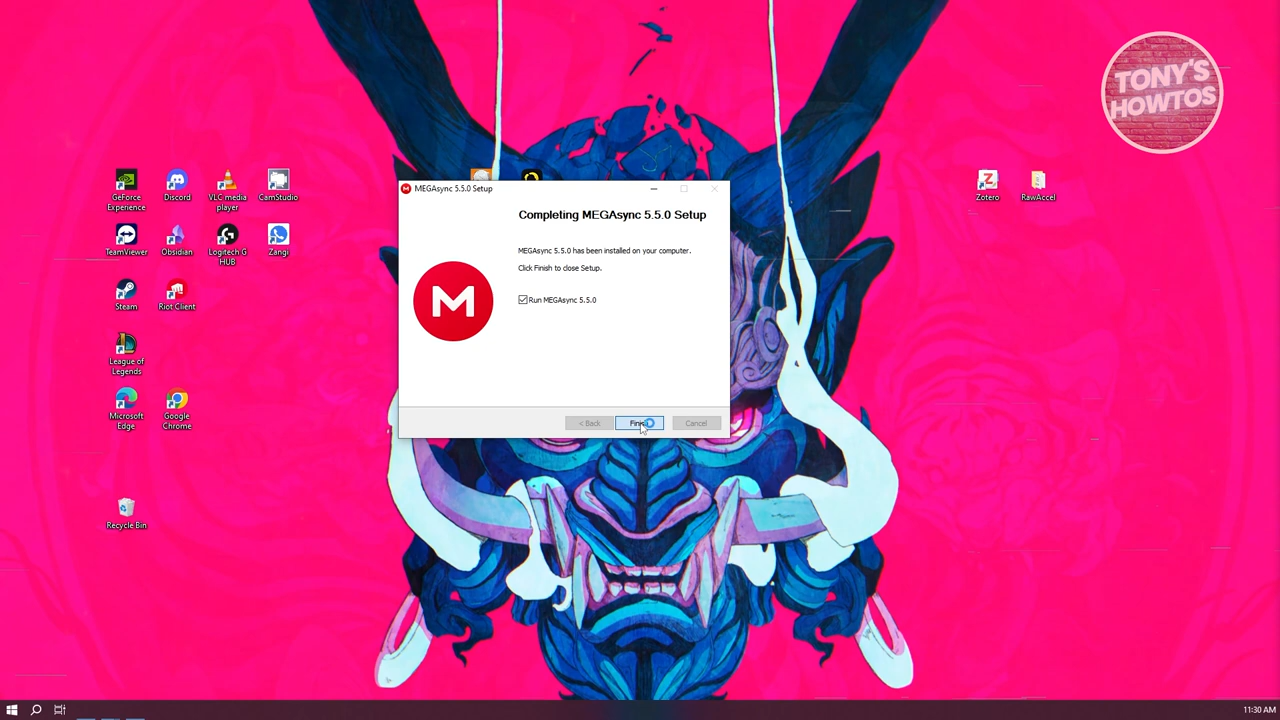 TONY'S
HOWTOS
GeForce
Experience
Discord
VLC media
player
CamStudio
Zotero
RawAccel
TeamViewer
Obsidian
Logitech G
HUB
Zangi
Steam
Riot Client
League of
Legends
Microsoft
Edge
Google
Chrome
Recycle Bin
MEGAsync 5.5.0 Setup
Completing MEGAsync 5.5.0 Setup
MEGAsync 5.5.0 has been installed on your computer.
Click Finish to close Setup.
M
Run MEGAsync 5.5.0
< Back
Finish
Cancel
11:30 AM